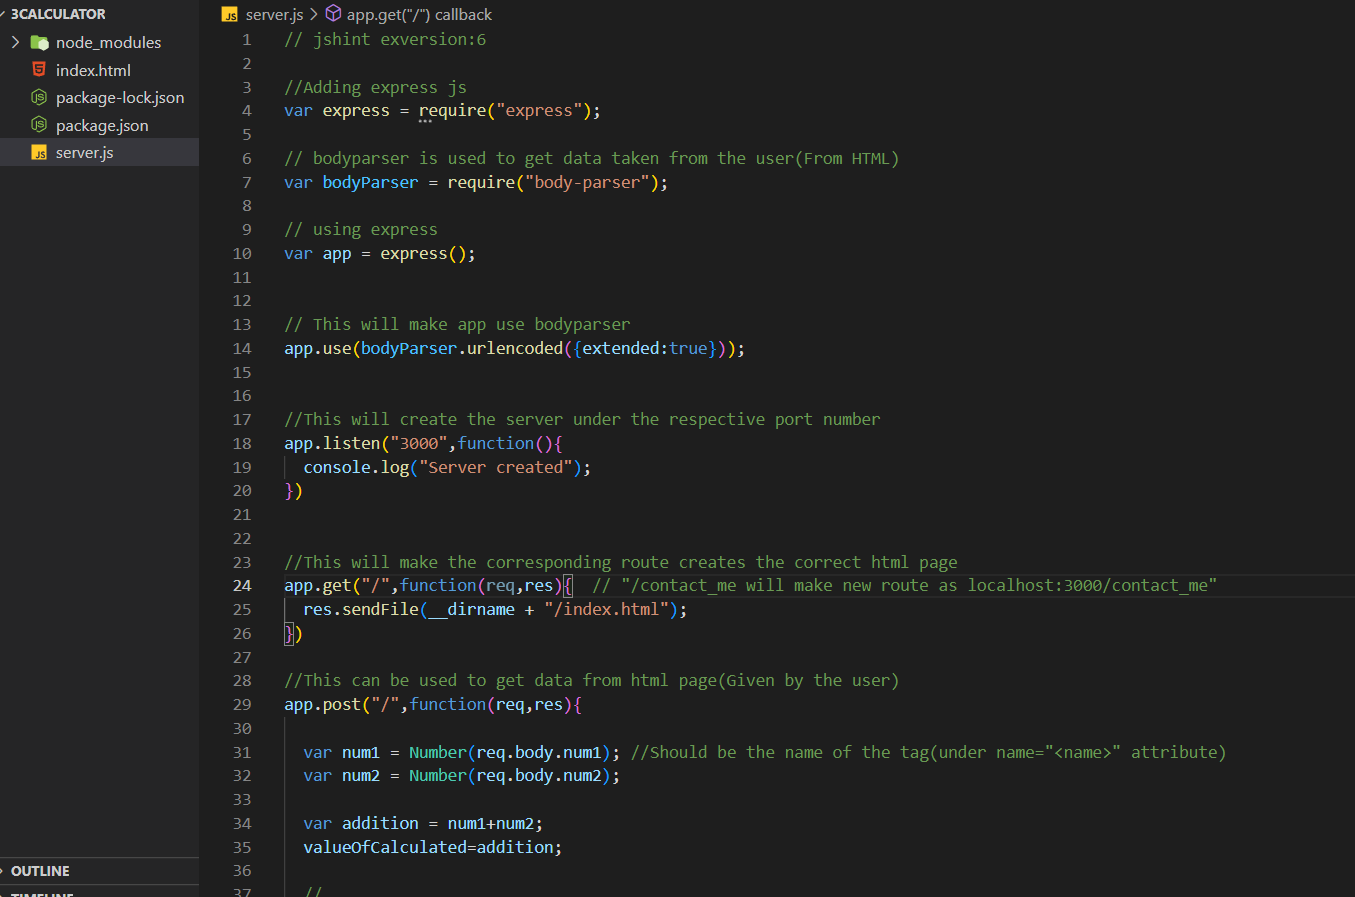 3CALCULATOR
node_modules
index.html
package-lock.json
package.json
server.js
OUTLINE
TIMELINE
server.js > app.get("/") callback
1 // jshint exversion:6
2
3 //Adding express js
4 var express = require("express");
5
6 // bodyparser is used to get data taken from the user(From HTML)
7 var bodyParser = require("body-parser");
8
9 // using express
10 var app = express();
11
12
13 // This will make app use bodyparser
14 app.use(bodyParser.urlencoded({extended:true}));
15
16
17 //This will create the server under the respective port number
18 app.listen("3000",function(){
19 console.log("Server created");
20 })
21
22
23 //This will make the corresponding route creates the correct html page
24 app.get("/",function(req,res){ // "/contact_me will make new route as localhost:3000/contact_me"
25 res.sendFile(__dirname + "/index.html");
26 })
27
28 //This can be used to get data from html page(Given by the user)
29 app.post("/",function(req,res){
30
31 var num1 = Number(req.body.num1); //Should be the name of the tag(under name="<name>" attribute)
32 var num2 = Number(req.body.num2);
33
34 var addition = num1+num2;
35 valueOfCalculated=addition;
36
37 //